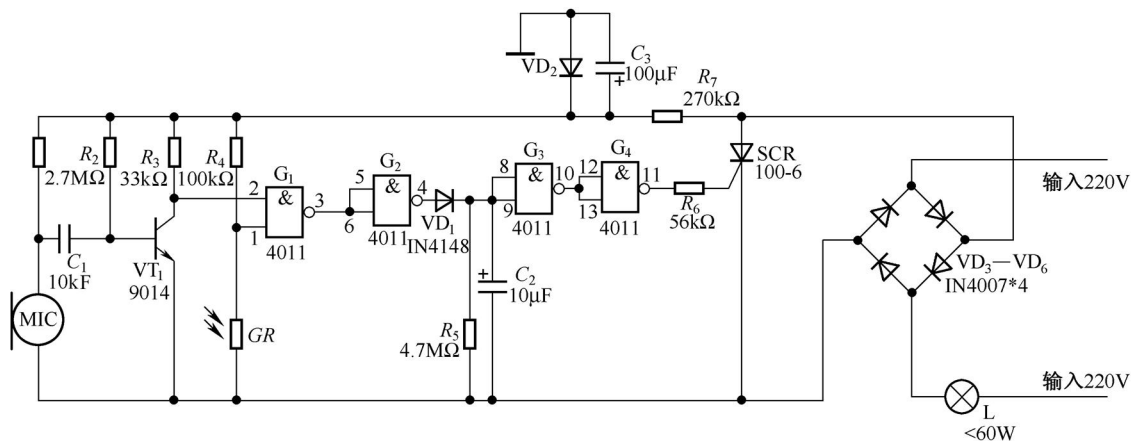 C₃
100μF
VD₂
R₇
270kΩ
R₂
2.7MΩ
R₃
33kΩ
R₄
100kΩ
G₁
&
2
1
3
4011
G₂
&
5
6
4
4011
VD₁
IN4148
G₃
&
8
9
10
4011
G₄
&
12
13
11
4011
R₆
56kΩ
SCR
100-6
输入220V
C₁
10kF
VT₁
9014
MIC
GR
R₅
4.7MΩ
C₂
10μF
VD₃—VD₆
IN4007*4
输入220V
L
<60W